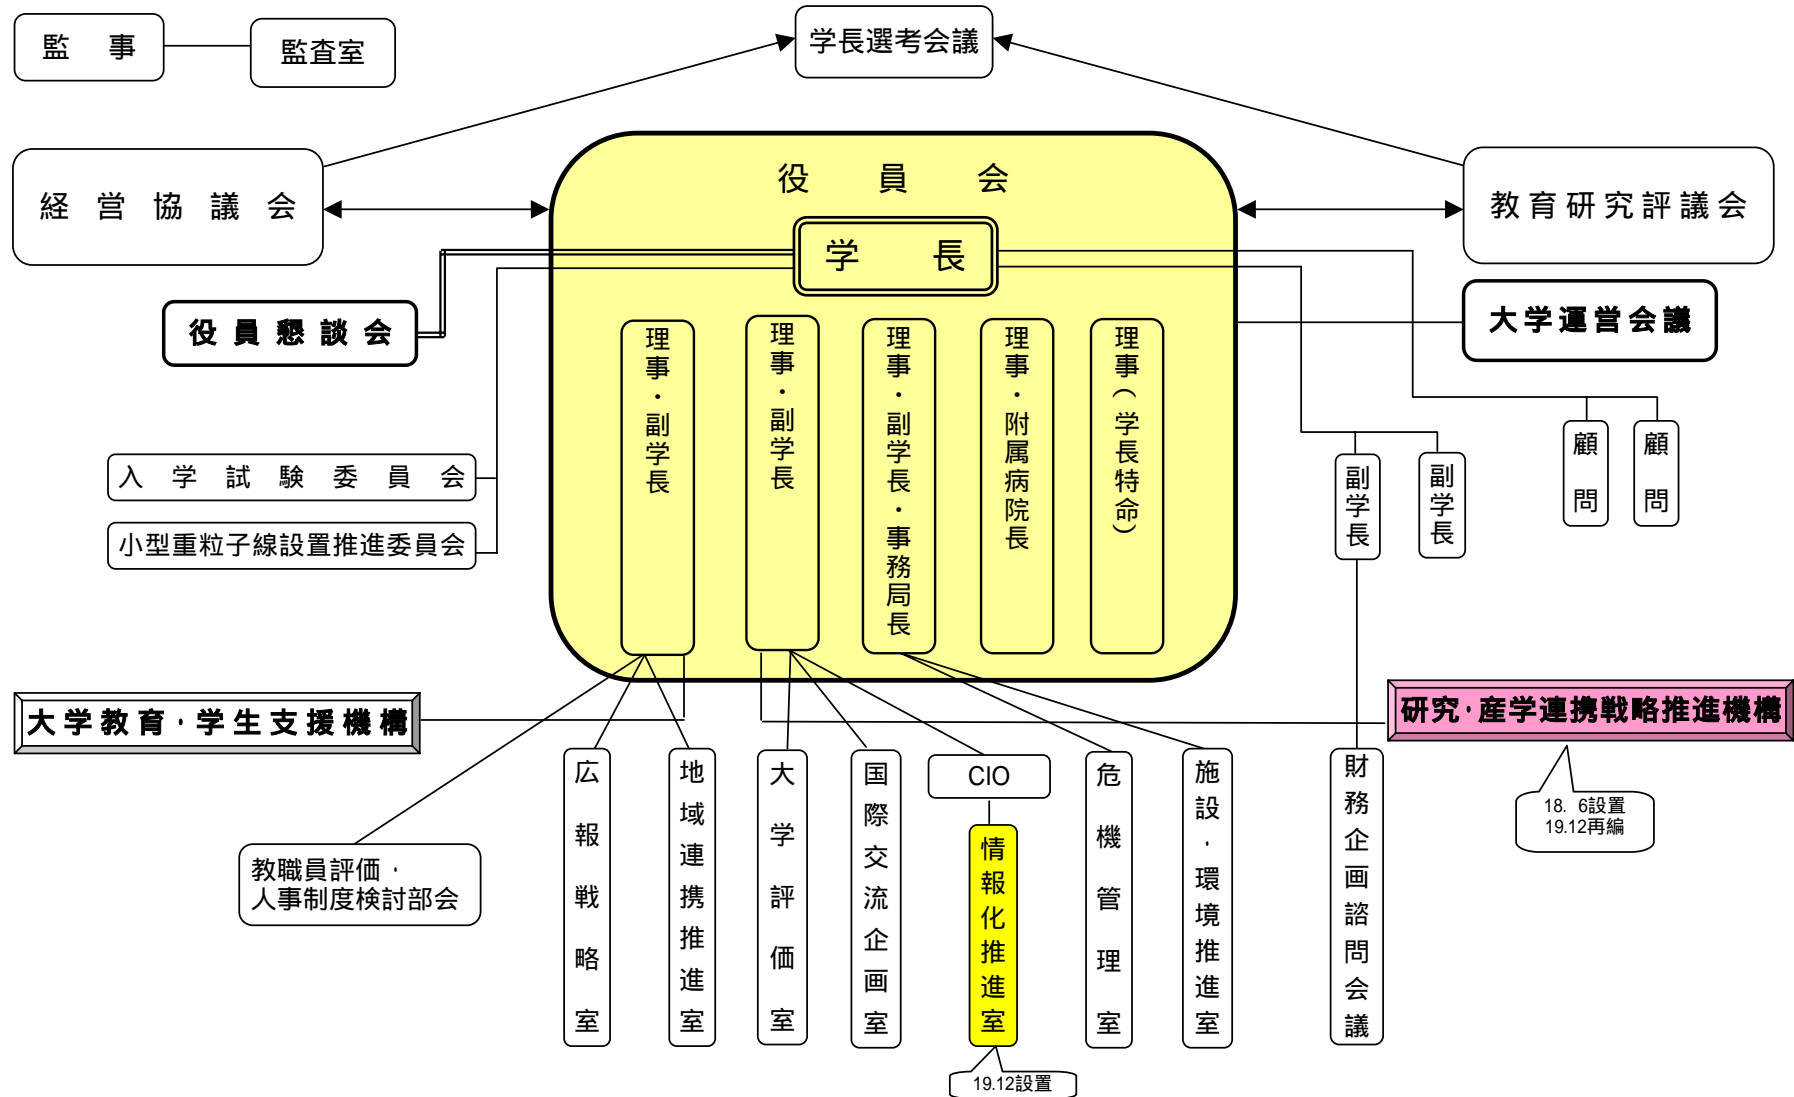 監 事
監査室
学長選考会議
経営協議会
役員会
教育研究評議会
学 長
役員懇談会
大学運営会議
理事・副学長
理事・副学長
理事・副学長・事務局長
理事・附属病院長
理事(学長特命)
顧問
顧問
副学長
副学長
入学試験委員会
小型重粒子線設置推進委員会
大学教育・学生支援機構
研究・産学連携戦略推進機構
18. 6設置
19.12再編
教職員評価・
人事制度検討部会
広報戦略室
地域連携推進室
大学評価室
国際交流企画室
CIO
情報化推進室
危機管理室
施設・環境推進室
財務企画諮問会議
19.12設置